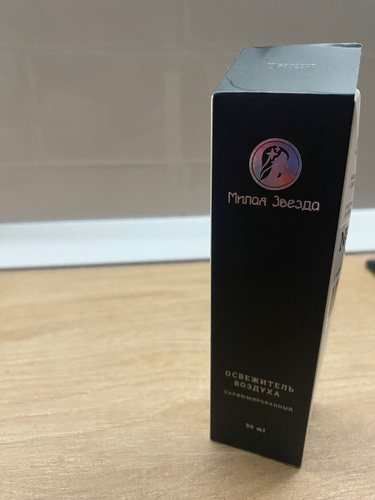 Милая Звезда
ОСВЕЖИТЕЛЬ
ВОЗДУХА
ПАРФЮМИРОВАННЫЙ
50 ml